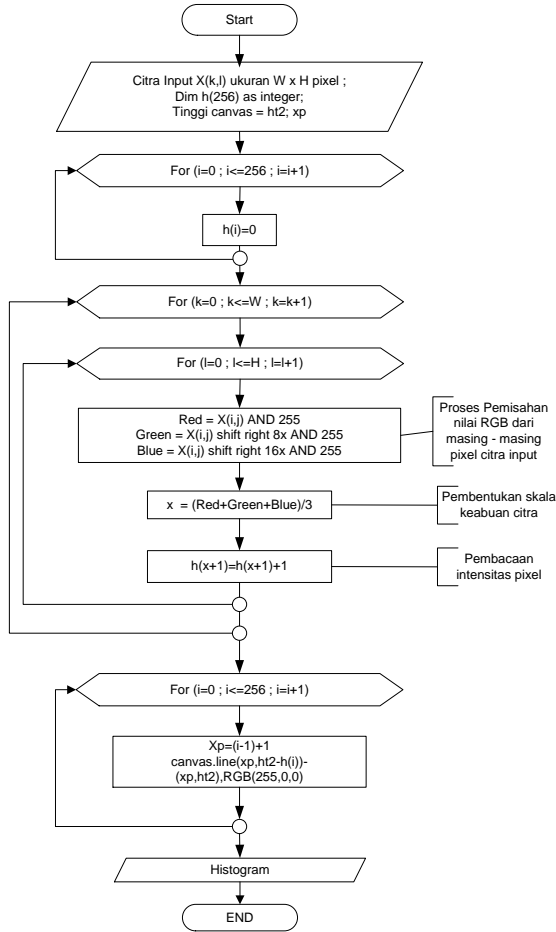 Start
Citra Input X(k,l) ukuran W x H pixel ;
Dim h(256) as integer;
Tinggi canvas = ht2; xp
For (i=0 ; i<=256 ; i=i+1)
h(i)=0
For (k=0 ; k<=W ; k=k+1)
For (l=0 ; l<=H ; l=l+1)
Red = X(i,j) AND 255
Green = X(i,j) shift right 8x AND 255
Blue = X(i,j) shift right 16x AND 255
Proses Pemisahan
nilai RGB dari
masing - masing
pixel citra input
x = (Red+Green+Blue)/3
Pembentukan skala
keabuan citra
h(x+1)=h(x+1)+1
Pembacaan
intensitas pixel
For (i=0 ; i<=256 ; i=i+1)
Xp=(i-1)+1
canvas.line(xp,ht2-h(i))-
(xp,ht2),RGB(255,0,0)
Histogram
END